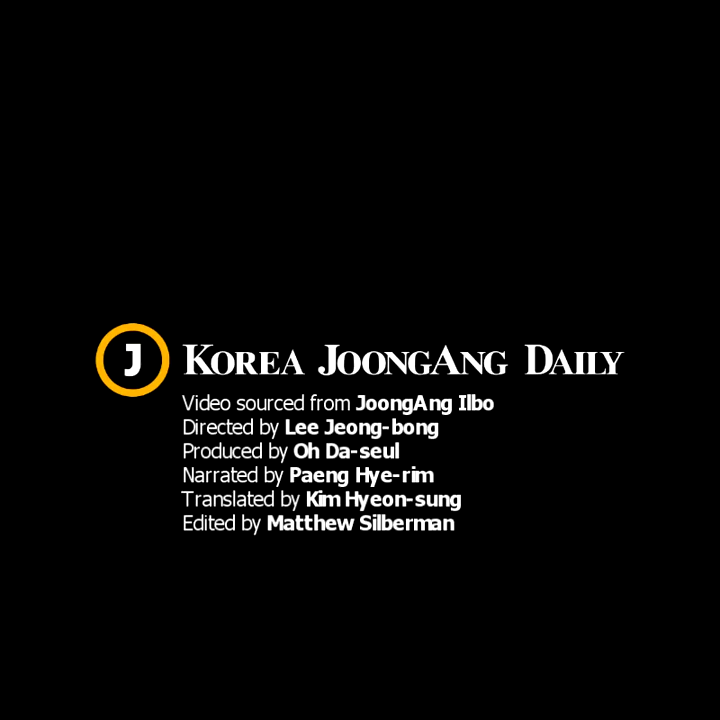 J KOREA JOONGANG DAILY
Video sourced from JoongAng Ilbo
Directed by Lee Jeong-bong
Produced by Oh Da-seul
Narrated by Paeng Hye-rim
Translated by Kim Hyeon-sung
Edited by Matthew Silberman